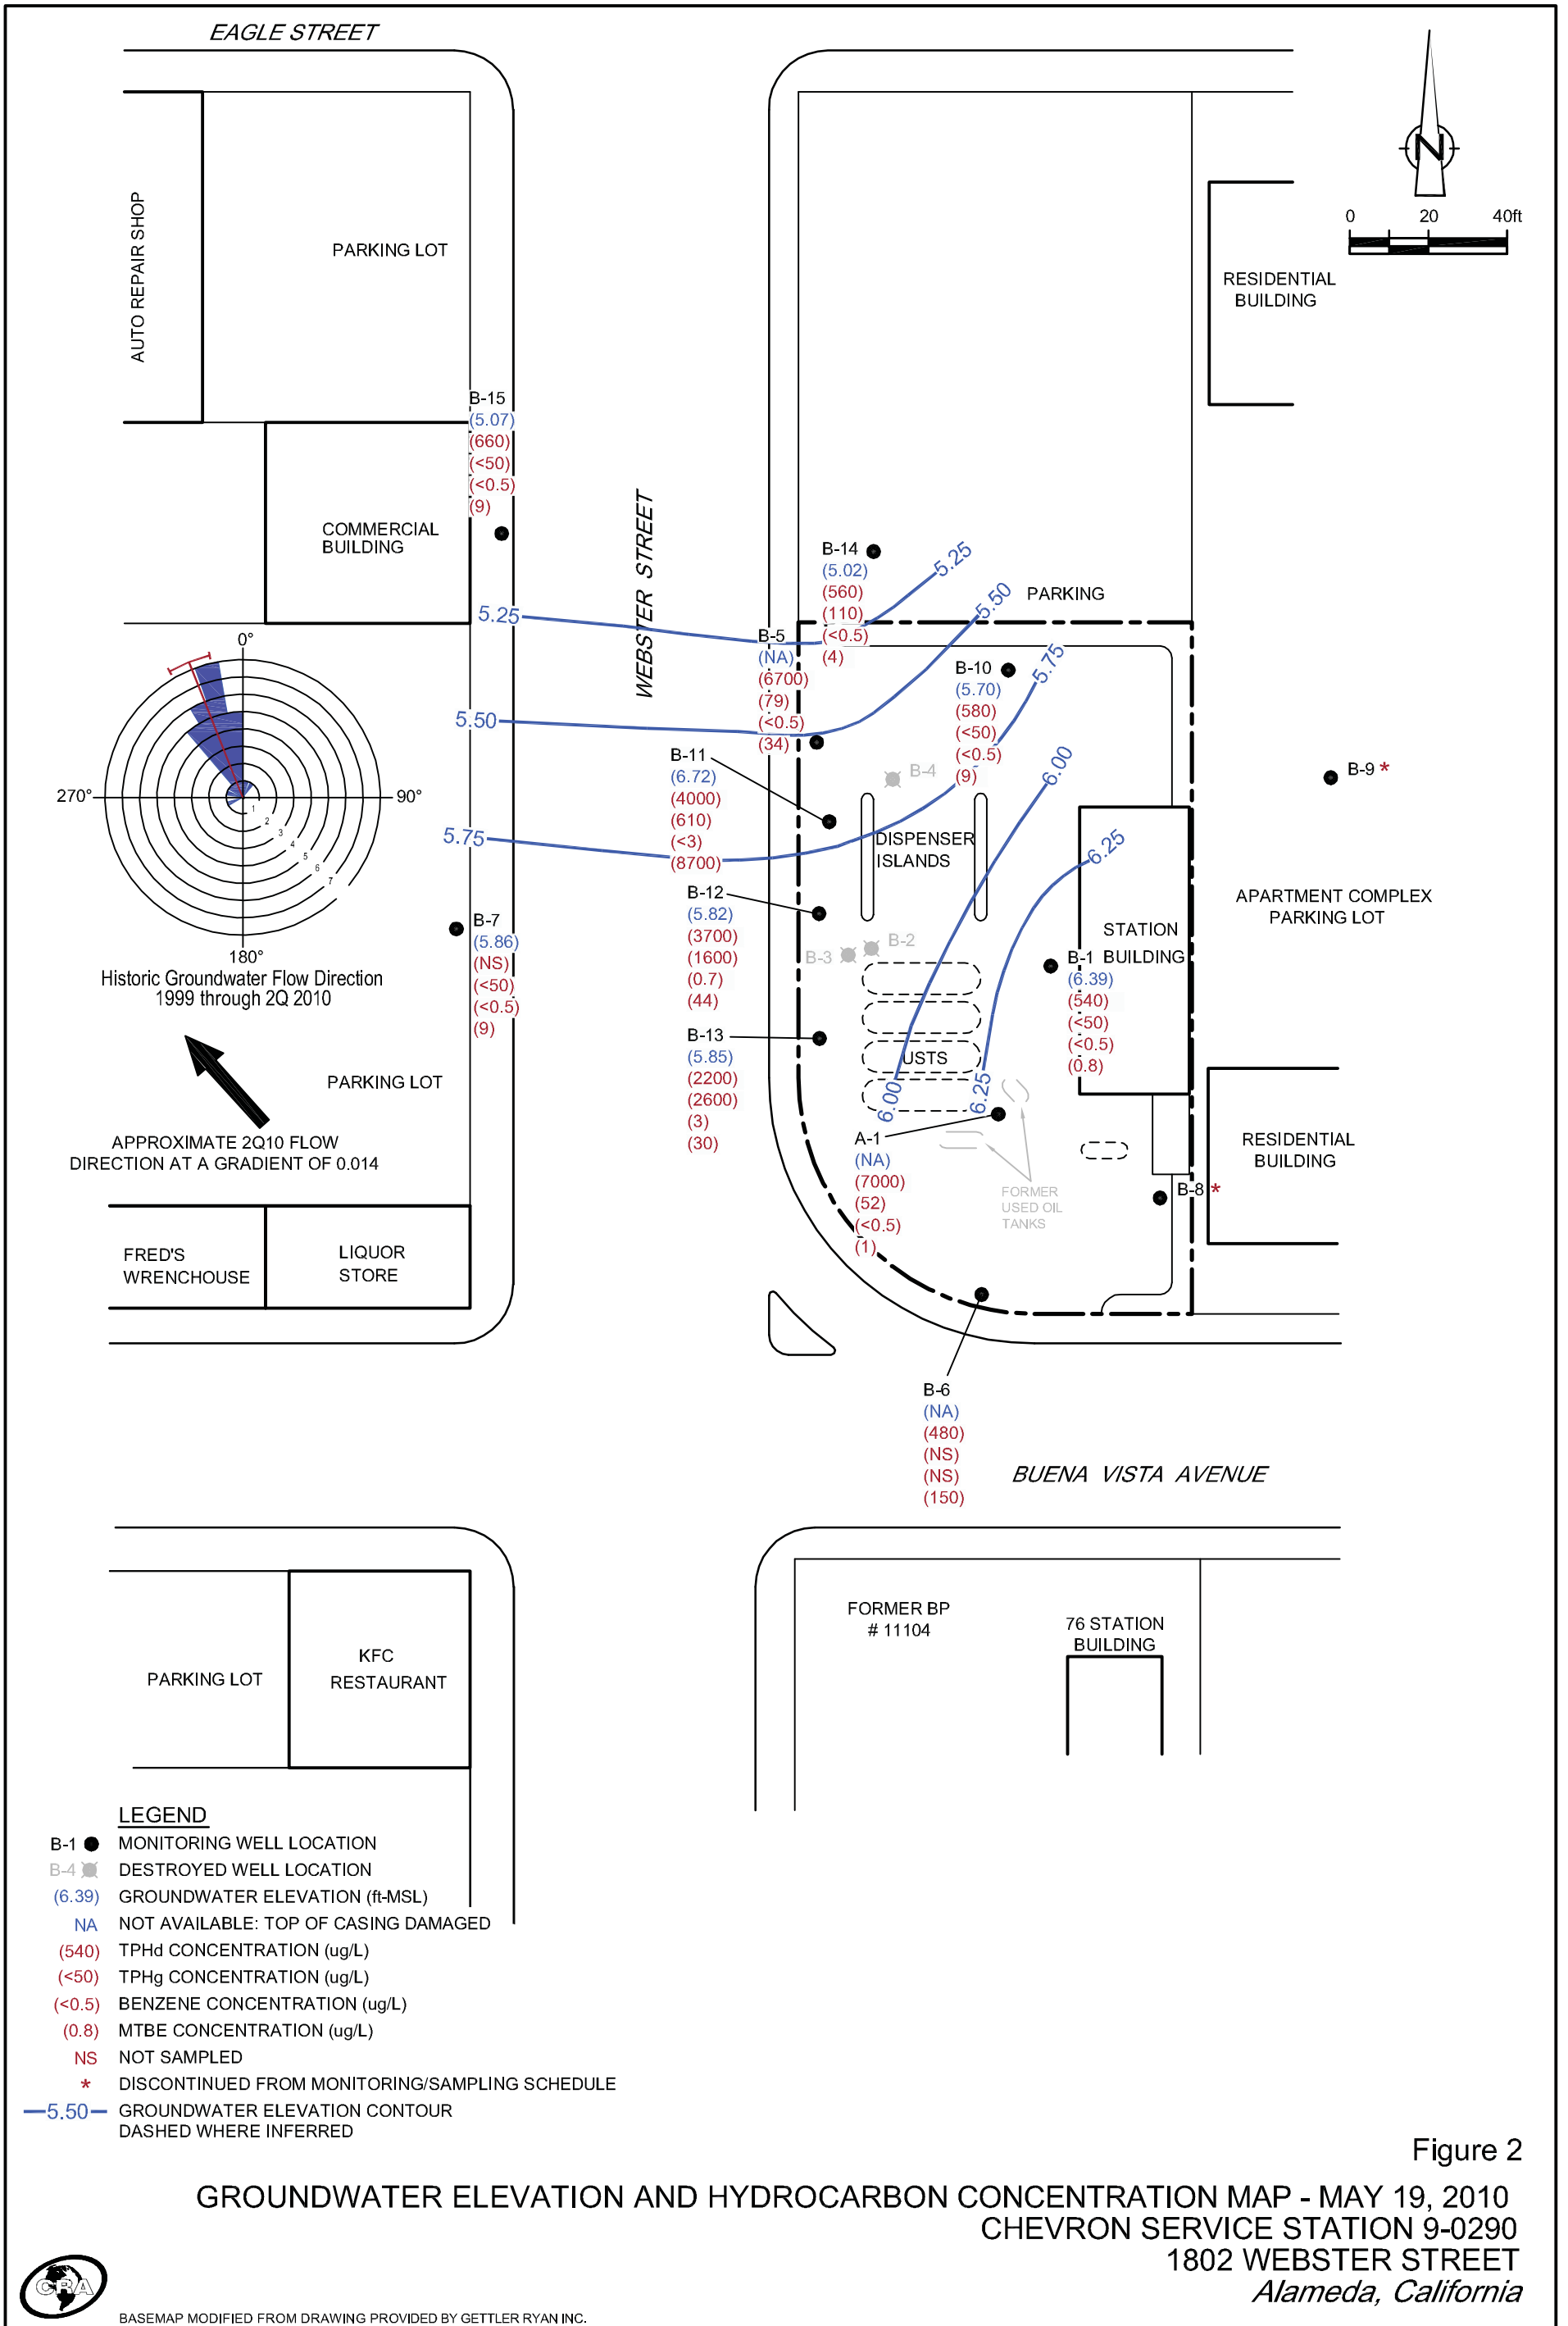 EAGLE STREET
N
0 20 40ft
AUTO REPAIR SHOP
PARKING LOT
RESIDENTIAL
BUILDING
B-15
(5.07)
(660)
(<50)
(<0.5)
(9)
COMMERCIAL
BUILDING
WEBSTER STREET
B-14
(5.02)
(560)
(110)
(<0.5)
(4)
5.25
5.50
PARKING
5.25
B-5
(NA)
(6700)
(79)
(<0.5)
(34)
B-10
(5.70)
(580)
(<50)
(<0.5)
(9)
5.75
5.50
0°
270°
90°
180°
1
2
3
4
5
6
7
Historic Groundwater Flow Direction
1999 through 2Q 2010
B-11
(6.72)
(4000)
(610)
(<3)
(8700)
B-4
6.00
B-9 *
5.75
DISPENSER
ISLANDS
6.25
APARTMENT COMPLEX
PARKING LOT
B-12
(5.82)
(3700)
(1600)
(0.7)
(44)
B-7
(5.86)
(NS)
(<50)
(<0.5)
(9)
B-3
B-2
STATION
BUILDING
B-1
(6.39)
(540)
(<50)
(<0.5)
(0.8)
B-13
(5.85)
(2200)
(2600)
(3)
(30)
USTS
6.00
6.25
PARKING LOT
APPROXIMATE 2Q10 FLOW
DIRECTION AT A GRADIENT OF 0.014
A-1
(NA)
(7000)
(52)
(<0.5)
(1)
FORMER
USED OIL
TANKS
B-8 *
RESIDENTIAL
BUILDING
FRED'S
WRENCHOUSE
LIQUOR
STORE
B-6
(NA)
(480)
(NS)
(NS)
(150)
BUENA VISTA AVENUE
PARKING LOT
KFC
RESTAURANT
FORMER BP
# 11104
76 STATION
BUILDING
LEGEND
B-1 MONITORING WELL LOCATION
B-4 DESTROYED WELL LOCATION
(6.39) GROUNDWATER ELEVATION (ft-MSL)
NA NOT AVAILABLE: TOP OF CASING DAMAGED
(540) TPHd CONCENTRATION (ug/L)
(<50) TPHg CONCENTRATION (ug/L)
(<0.5) BENZENE CONCENTRATION (ug/L)
(0.8) MTBE CONCENTRATION (ug/L)
NS NOT SAMPLED
* DISCONTINUED FROM MONITORING/SAMPLING SCHEDULE
5.50 GROUNDWATER ELEVATION CONTOUR
DASHED WHERE INFERRED
Figure 2
GROUNDWATER ELEVATION AND HYDROCARBON CONCENTRATION MAP - MAY 19, 2010
CHEVRON SERVICE STATION 9-0290
1802 WEBSTER STREET
Alameda, California
CRA
BASEMAP MODIFIED FROM DRAWING PROVIDED BY GETTLER RYAN INC.